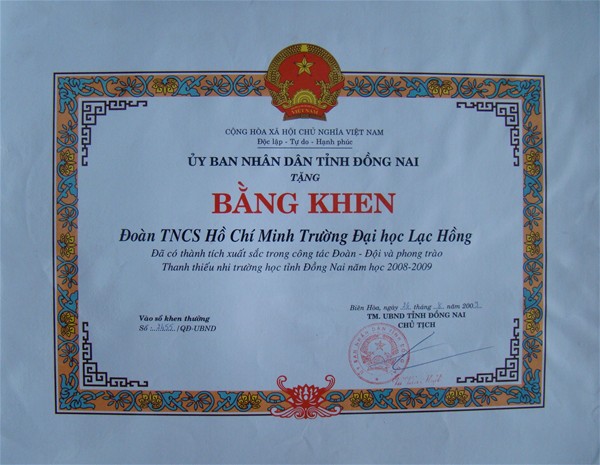 VIỆT NAM
CỘNG HÒA XÃ HỘI CHỦ NGHĨA VIỆT NAM
Độc lập - Tự do - Hạnh phúc
ỦY BAN NHÂN DÂN TỈNH ĐỒNG NAI
TẶNG
BẰNG KHEN
Đoàn TNCS Hồ Chí Minh Trường Đại học Lạc Hồng
Đã có thành tích xuất sắc trong công tác Đoàn - Đội và phong trào
Thanh thiếu nhi trường học tỉnh Đồng Nai năm học 2008-2009
Vào sổ khen thưởng
Số : /QĐ-UBND
Biên Hòa, ngày tháng năm 200
TM. UBND TỈNH ĐỒNG NAI
CHỦ TỊCH